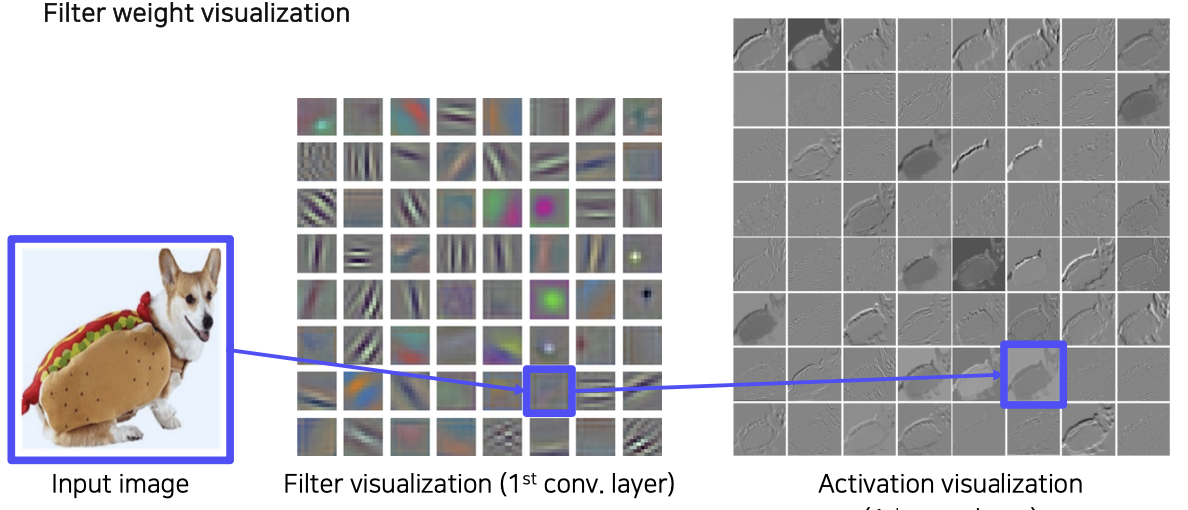 Filter weight visualization
Input image
Filter visualization (1st conv. layer)
Activation visualization